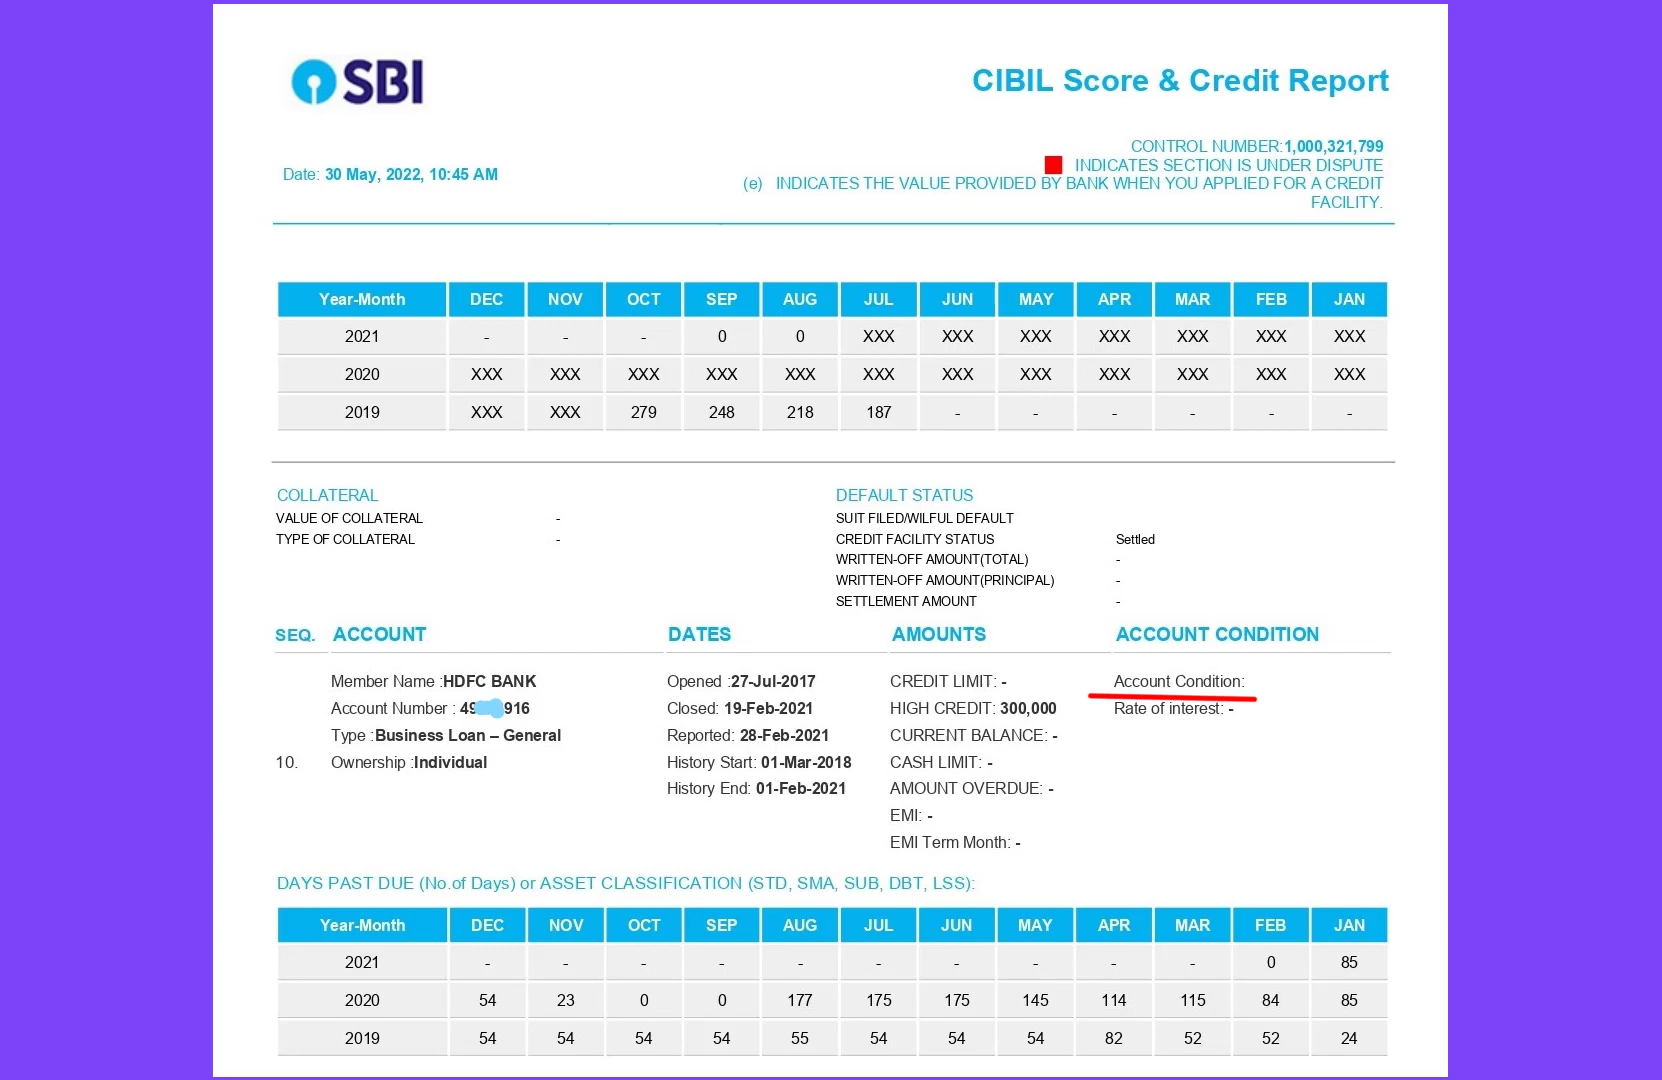 SBI
CIBIL Score & Credit Report
CONTROL NUMBER:1,000,321,799
INDICATES SECTION IS UNDER DISPUTE
Date: 30 May, 2022, 10:45 AM
(e) INDICATES THE VALUE PROVIDED BY BANK WHEN YOU APPLIED FOR A CREDIT
FACILITY.
Year-Month DEC NOV OCT SEP AUG JUL JUN MAY APR MAR FEB JAN
2021 - - - 0 0 XXX XXX XXX XXX XXX XXX XXX
2020 XXX XXX XXX XXX XXX XXX XXX XXX XXX XXX XXX XXX
2019 XXX XXX 279 248 218 187 - - - - - -
COLLATERAL
VALUE OF COLLATERAL -
TYPE OF COLLATERAL -
DEFAULT STATUS
SUIT FILED/WILFUL DEFAULT
CREDIT FACILITY STATUS Settled
WRITTEN-OFF AMOUNT(TOTAL) -
WRITTEN-OFF AMOUNT(PRINCIPAL) -
SETTLEMENT AMOUNT -
SEQ. ACCOUNT DATES AMOUNTS ACCOUNT CONDITION
Member Name :HDFC BANK Opened :27-Jul-2017 CREDIT LIMIT: - Account Condition:
Account Number : 49 916 Closed: 19-Feb-2021 HIGH CREDIT: 300,000 Rate of interest: -
Type :Business Loan – General Reported: 28-Feb-2021 CURRENT BALANCE: -
10. Ownership :Individual History Start: 01-Mar-2018 CASH LIMIT: -
History End: 01-Feb-2021 AMOUNT OVERDUE: -
EMI: -
EMI Term Month: -
DAYS PAST DUE (No.of Days) or ASSET CLASSIFICATION (STD, SMA, SUB, DBT, LSS):
Year-Month DEC NOV OCT SEP AUG JUL JUN MAY APR MAR FEB JAN
2021 - - - - - - - - - - 0 85
2020 54 23 0 0 177 175 175 145 114 115 84 85
2019 54 54 54 54 55 54 54 54 82 52 52 24